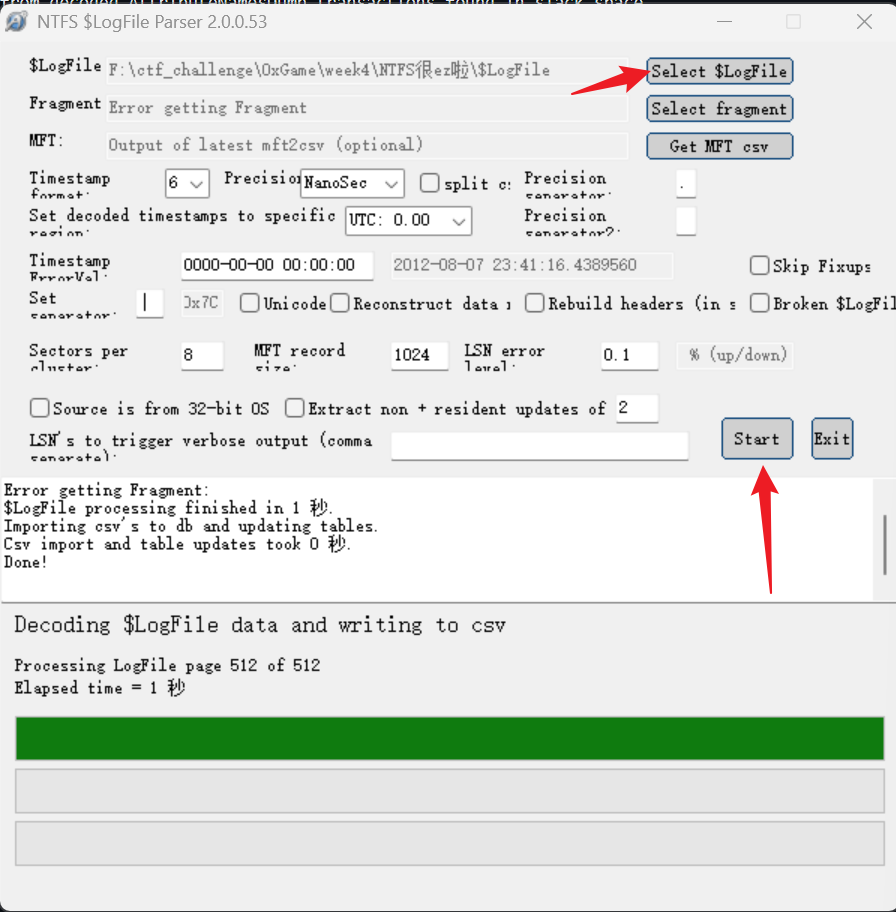 NTFS $LogFile Parser 2.0.0.53
$LogFile F:\ctf_challenge\0xGame\week4\NTFS很ez啦\$LogFile Select $LogFile
Fragment Error getting Fragment Select fragment
MFT: Output of latest mft2csv (optional) Get MFT csv
Timestamp format: 6 Precision NanoSec split c: Precision separator: .
Set decoded timestamps to specific region: UTC: 0.00 Precision separator2:
Timestamp ErrorVal: 0000-00-00 00:00:00 2012-08-07 23:41:16.4389560 Skip Fixups
Set separator: | 0x7C Unicode Reconstruct data Rebuild headers (in s Broken $LogFil
Sectors per cluster: 8 MFT record size: 1024 LSN error level: 0.1 % (up/down)
Source is from 32-bit OS Extract non + resident updates of 2
LSN's to trigger verbose output (comma separate): Start Exit
Error getting Fragment:
$LogFile processing finished in 1 秒.
Importing csv's to db and updating tables.
Csv import and table updates took 0 秒.
Done!
Decoding $LogFile data and writing to csv
Processing LogFile page 512 of 512
Elapsed time = 1 秒